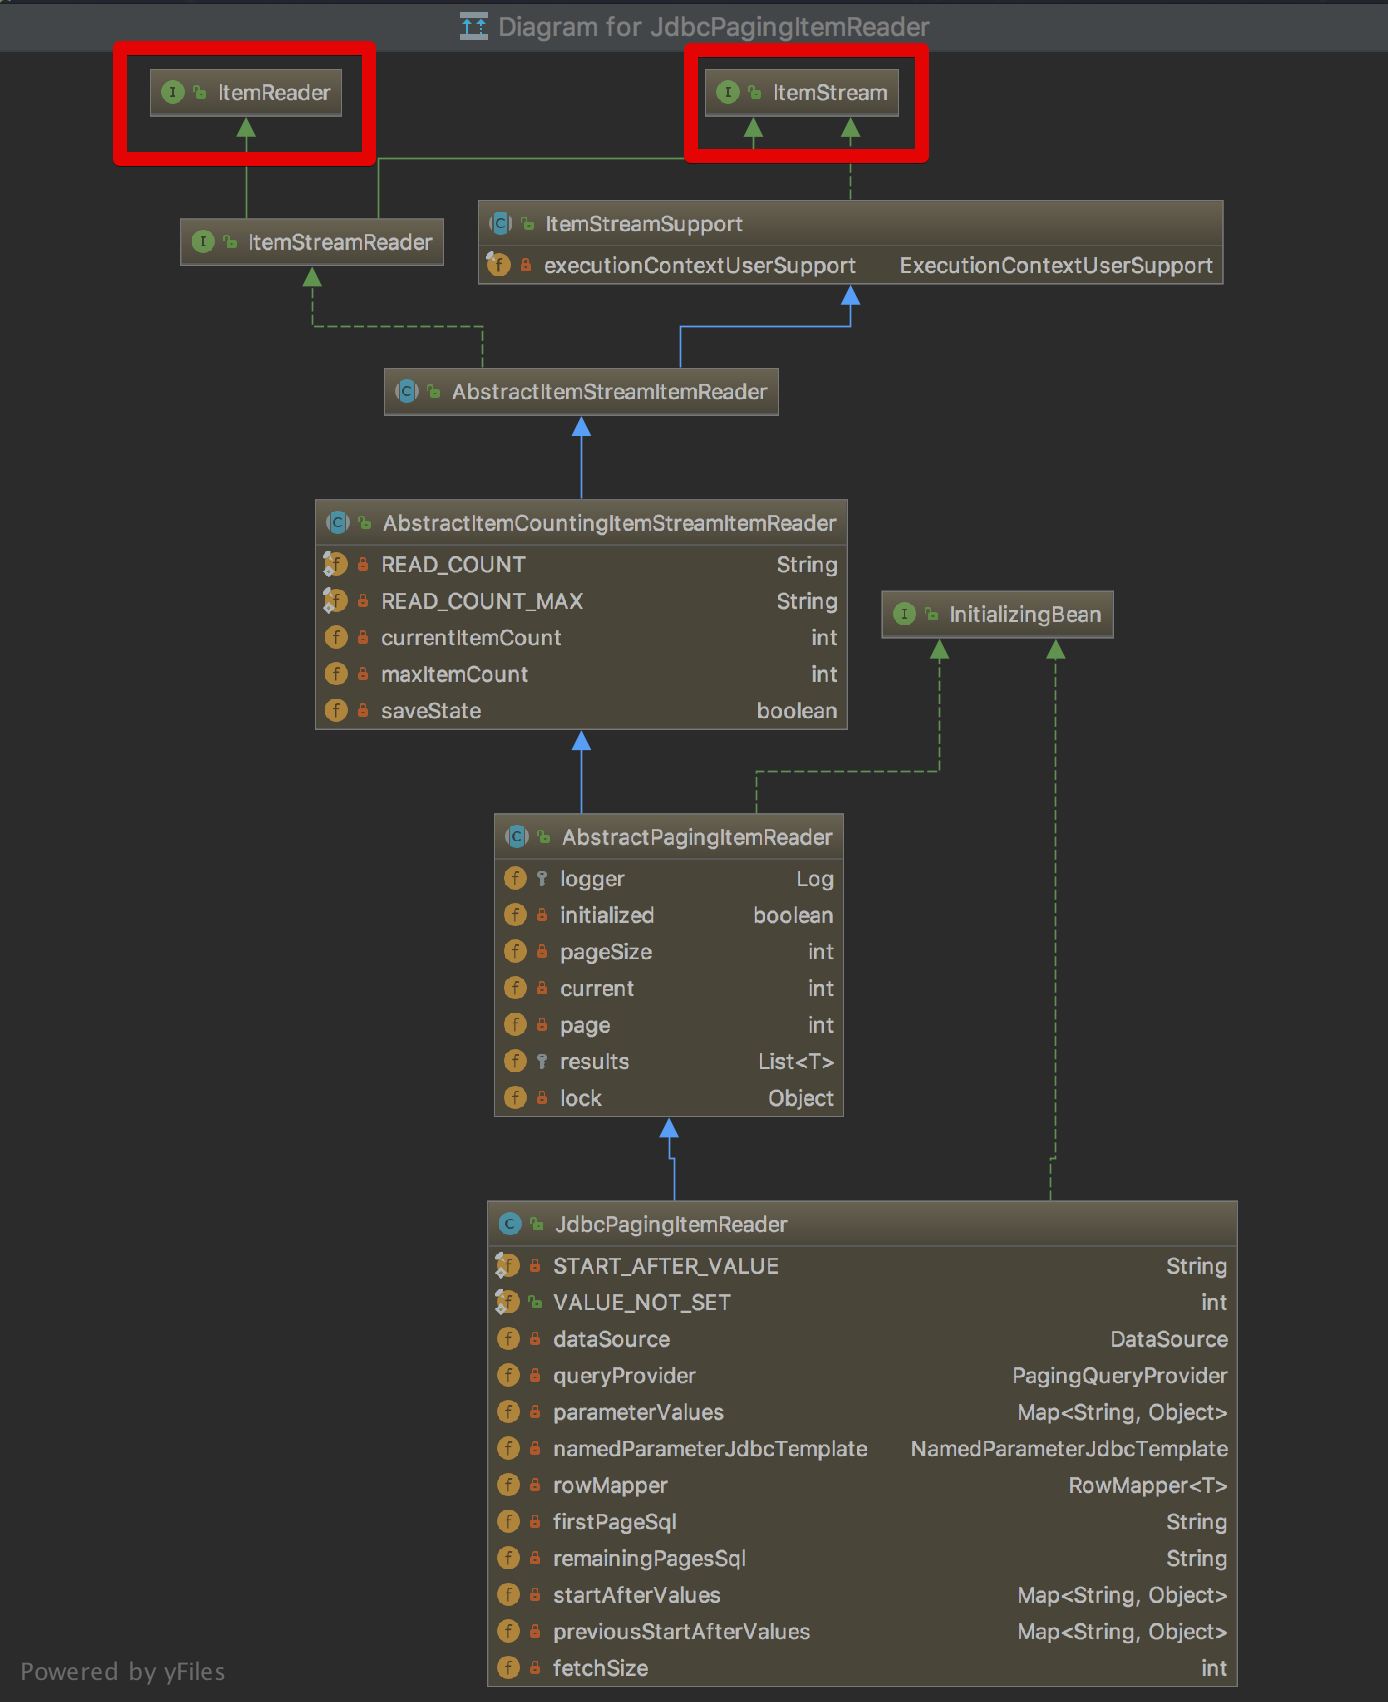 Diagram for JdbcPagingItemReader
I ItemReader
I ItemStream
I ItemStreamReader
C ItemStreamSupport
f executionContextUserSupport ExecutionContextUserSupport
C AbstractItemStreamItemReader
C AbstractItemCountingItemStreamItemReader
f READ_COUNT String
f READ_COUNT_MAX String
f currentItemCount int
f maxItemCount int
f saveState boolean
I InitializingBean
C AbstractPagingItemReader
f logger Log
f initialized boolean
f pageSize int
f current int
f page int
f results List<T>
f lock Object
C JdbcPagingItemReader
f START_AFTER_VALUE String
f VALUE_NOT_SET int
f dataSource DataSource
f queryProvider PagingQueryProvider
f parameterValues Map<String, Object>
f namedParameterJdbcTemplate NamedParameterJdbcTemplate
f rowMapper RowMapper<T>
f firstPageSql String
f remainingPagesSql String
f startAfterValues Map<String, Object>
f previousStartAfterValues Map<String, Object>
f fetchSize int
Powered by yFiles